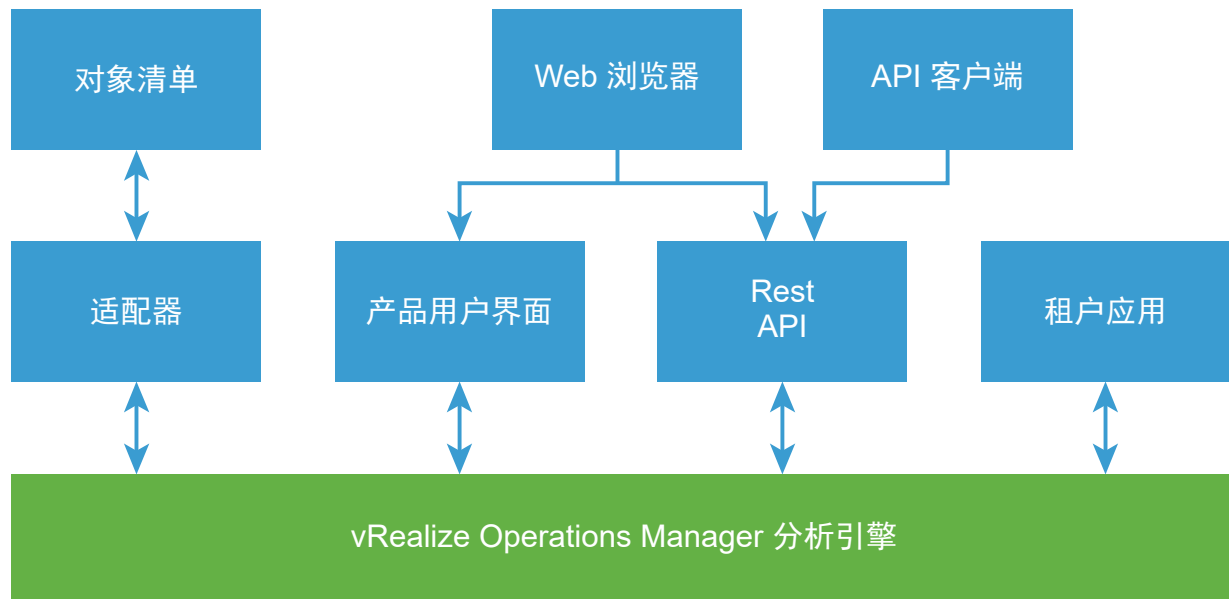 对象清单
Web 浏览器
API 客户端
适配器
产品用户界面
Rest
API
租户应用
vRealize Operations Manager 分析引擎